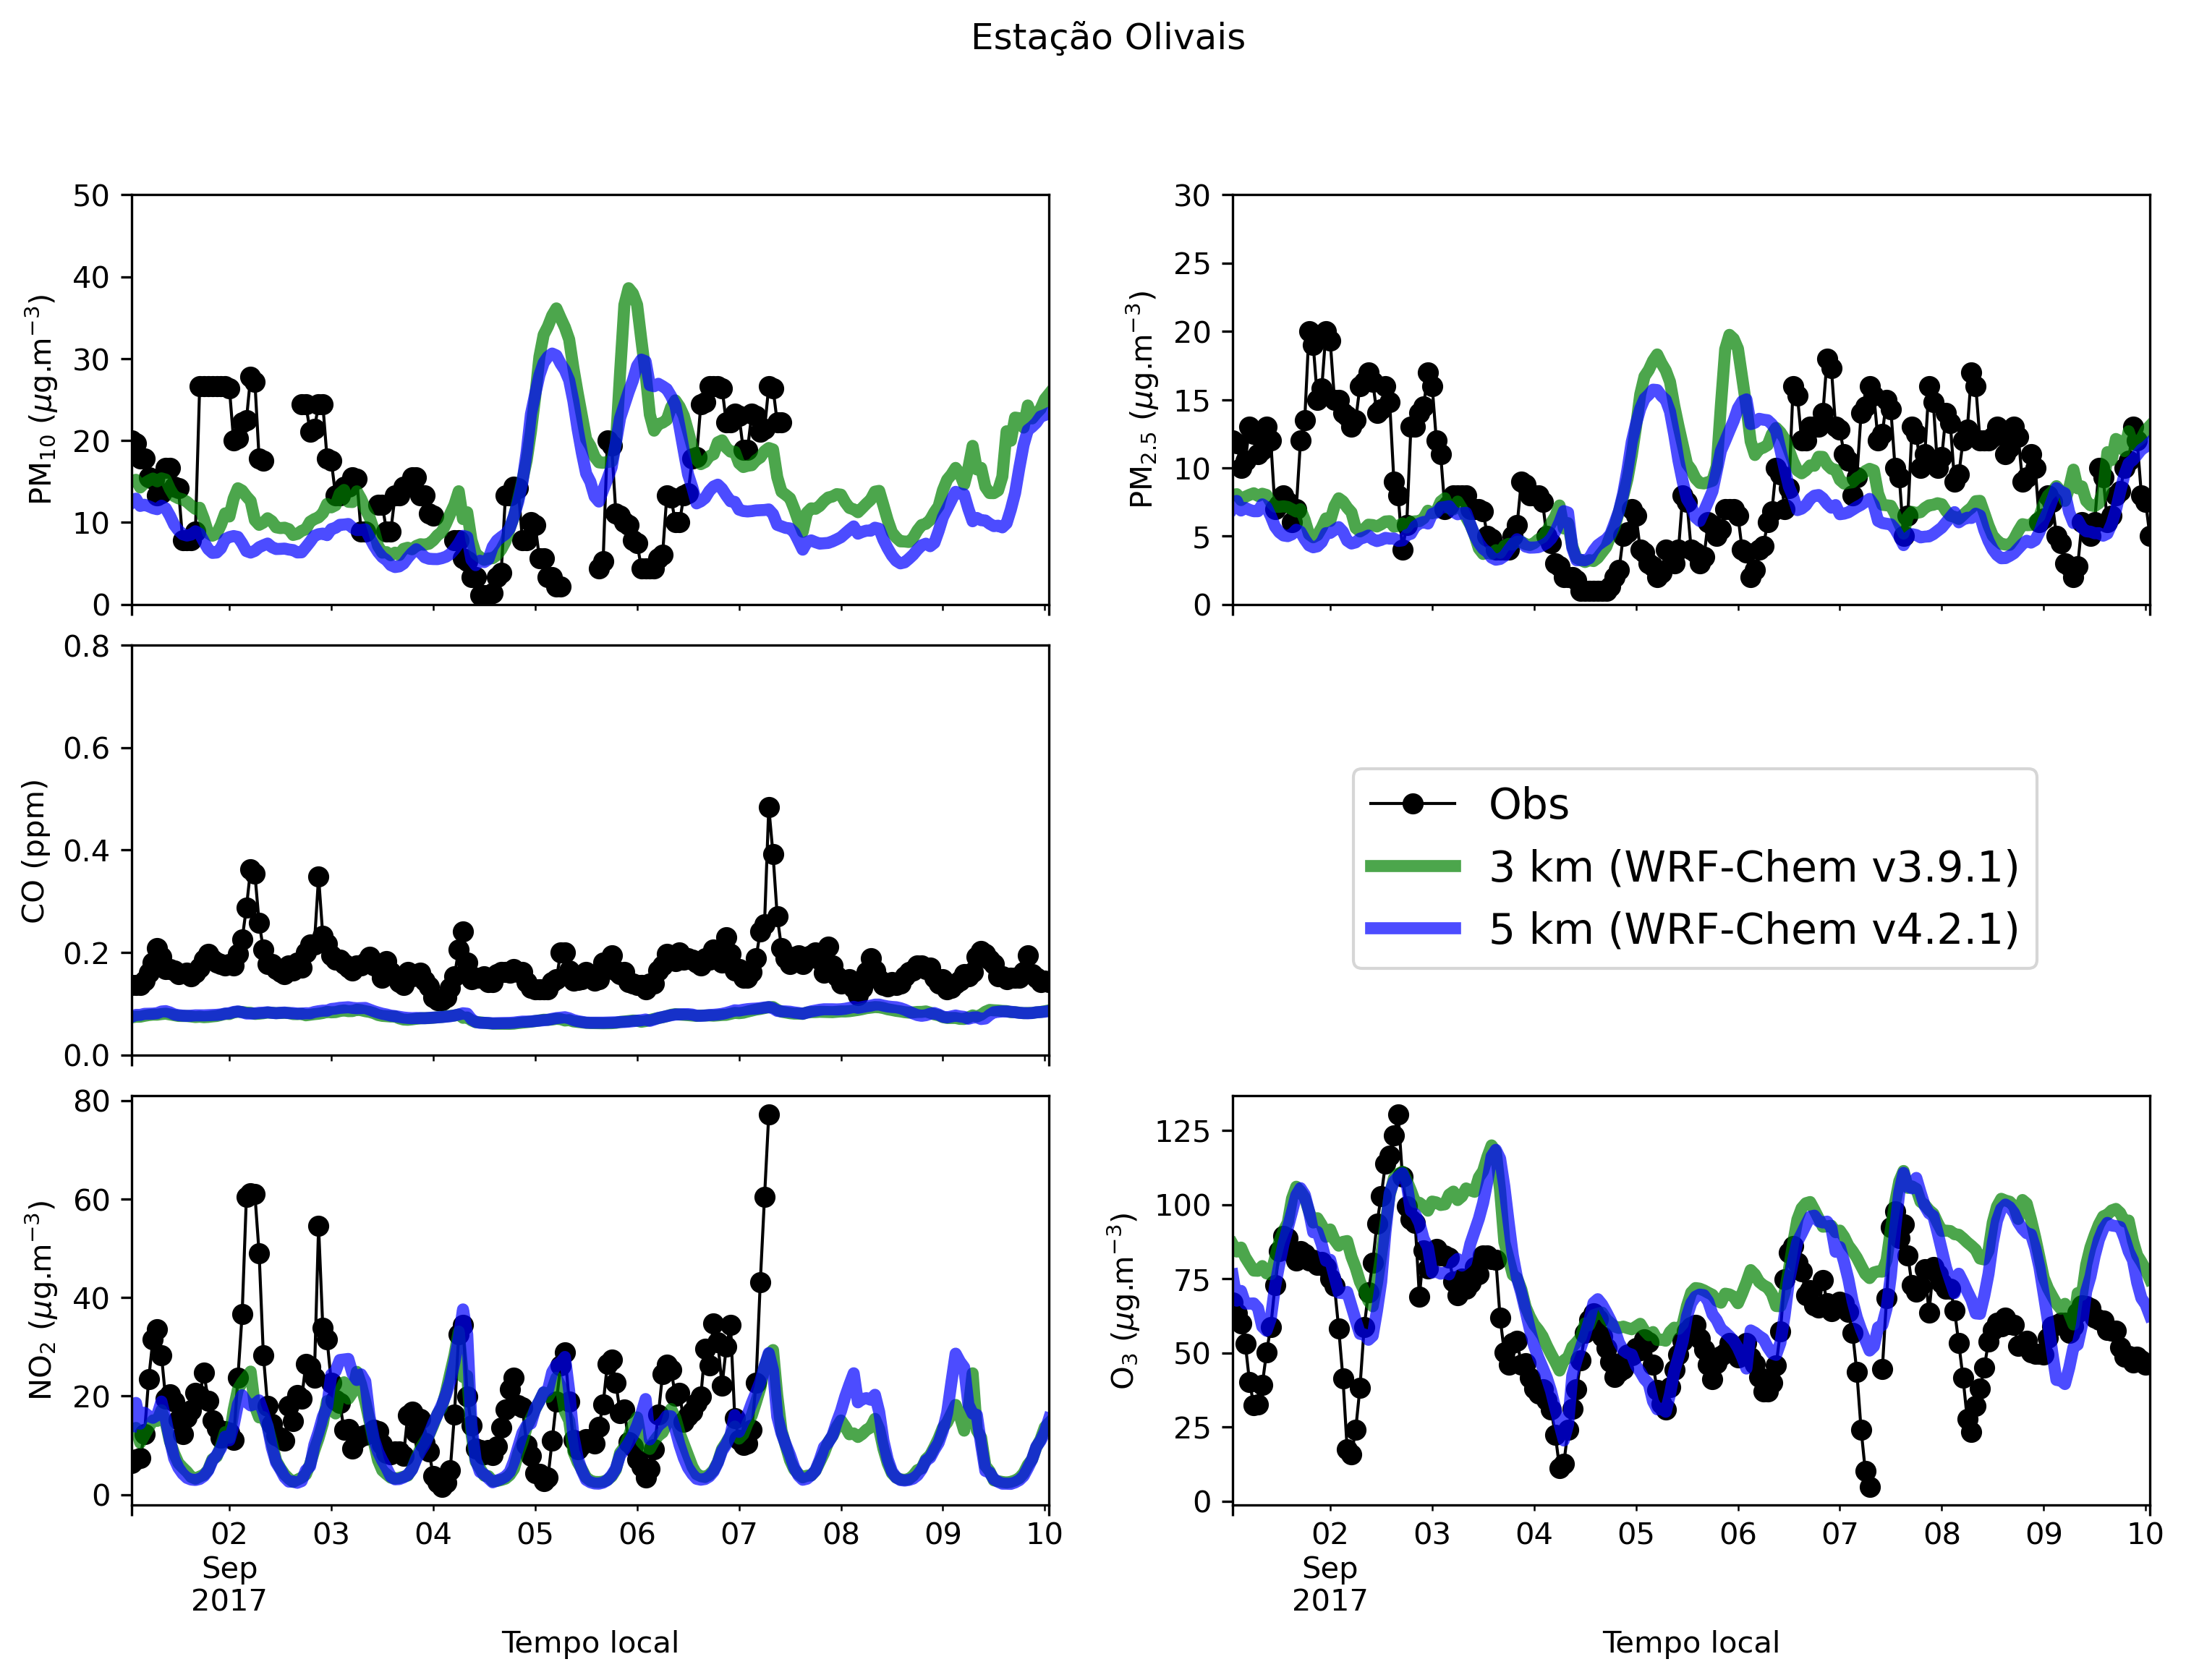 Estação Olivais
50
40
30
20
10
0
PM₁₀ (μg.m⁻³)
30
25
20
15
10
5
0
PM₂.₅ (μg.m⁻³)
0.8
0.6
0.4
0.2
0.0
CO (ppm)
Obs
3 km (WRF-Chem v3.9.1)
5 km (WRF-Chem v4.2.1)
80
60
40
20
0
NO₂ (μg.m⁻³)
02 03 04 05 06 07 08 09 10
Sep
2017
Tempo local
125
100
75
50
25
0
O₃ (μg.m⁻³)
02 03 04 05 06 07 08 09 10
Sep
2017
Tempo local